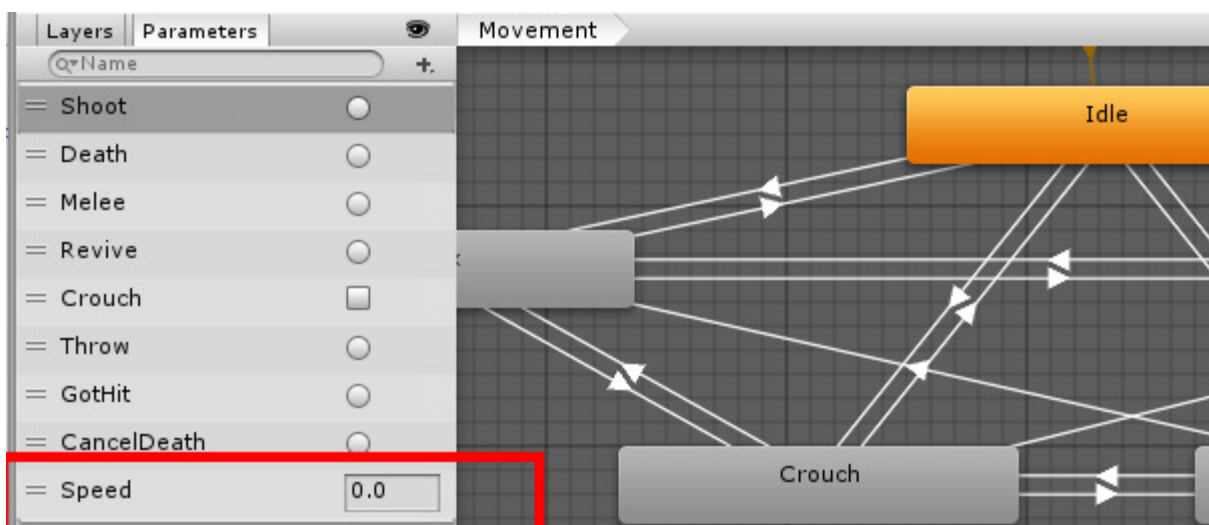 Layers Parameters Movement
Name
Shoot
Death
Melee
Revive
Crouch
Throw
GotHit
CancelDeath
Speed 0.0
Idle
Crouch